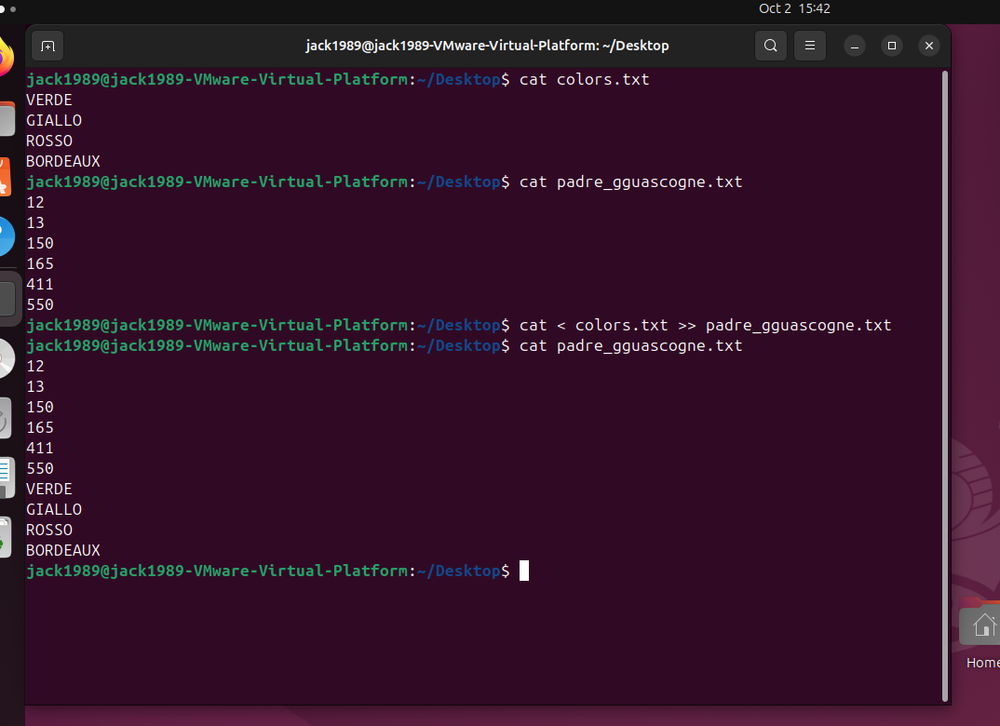 Oct 2 15:42
jack1989@jack1989-VMware-Virtual-Platform: ~/Desktop
jack1989@jack1989-VMware-Virtual-Platform:~/Desktop$ cat colors.txt
VERDE
GIALLO
ROSSO
BORDEAUX
jack1989@jack1989-VMware-Virtual-Platform:~/Desktop$ cat padre_gguascogne.txt
12
13
150
165
411
550
jack1989@jack1989-VMware-Virtual-Platform:~/Desktop$ cat < colors.txt >> padre_gguascogne.txt
jack1989@jack1989-VMware-Virtual-Platform:~/Desktop$ cat padre_gguascogne.txt
12
13
150
165
411
550
VERDE
GIALLO
ROSSO
BORDEAUX
jack1989@jack1989-VMware-Virtual-Platform:~/Desktop$
Home